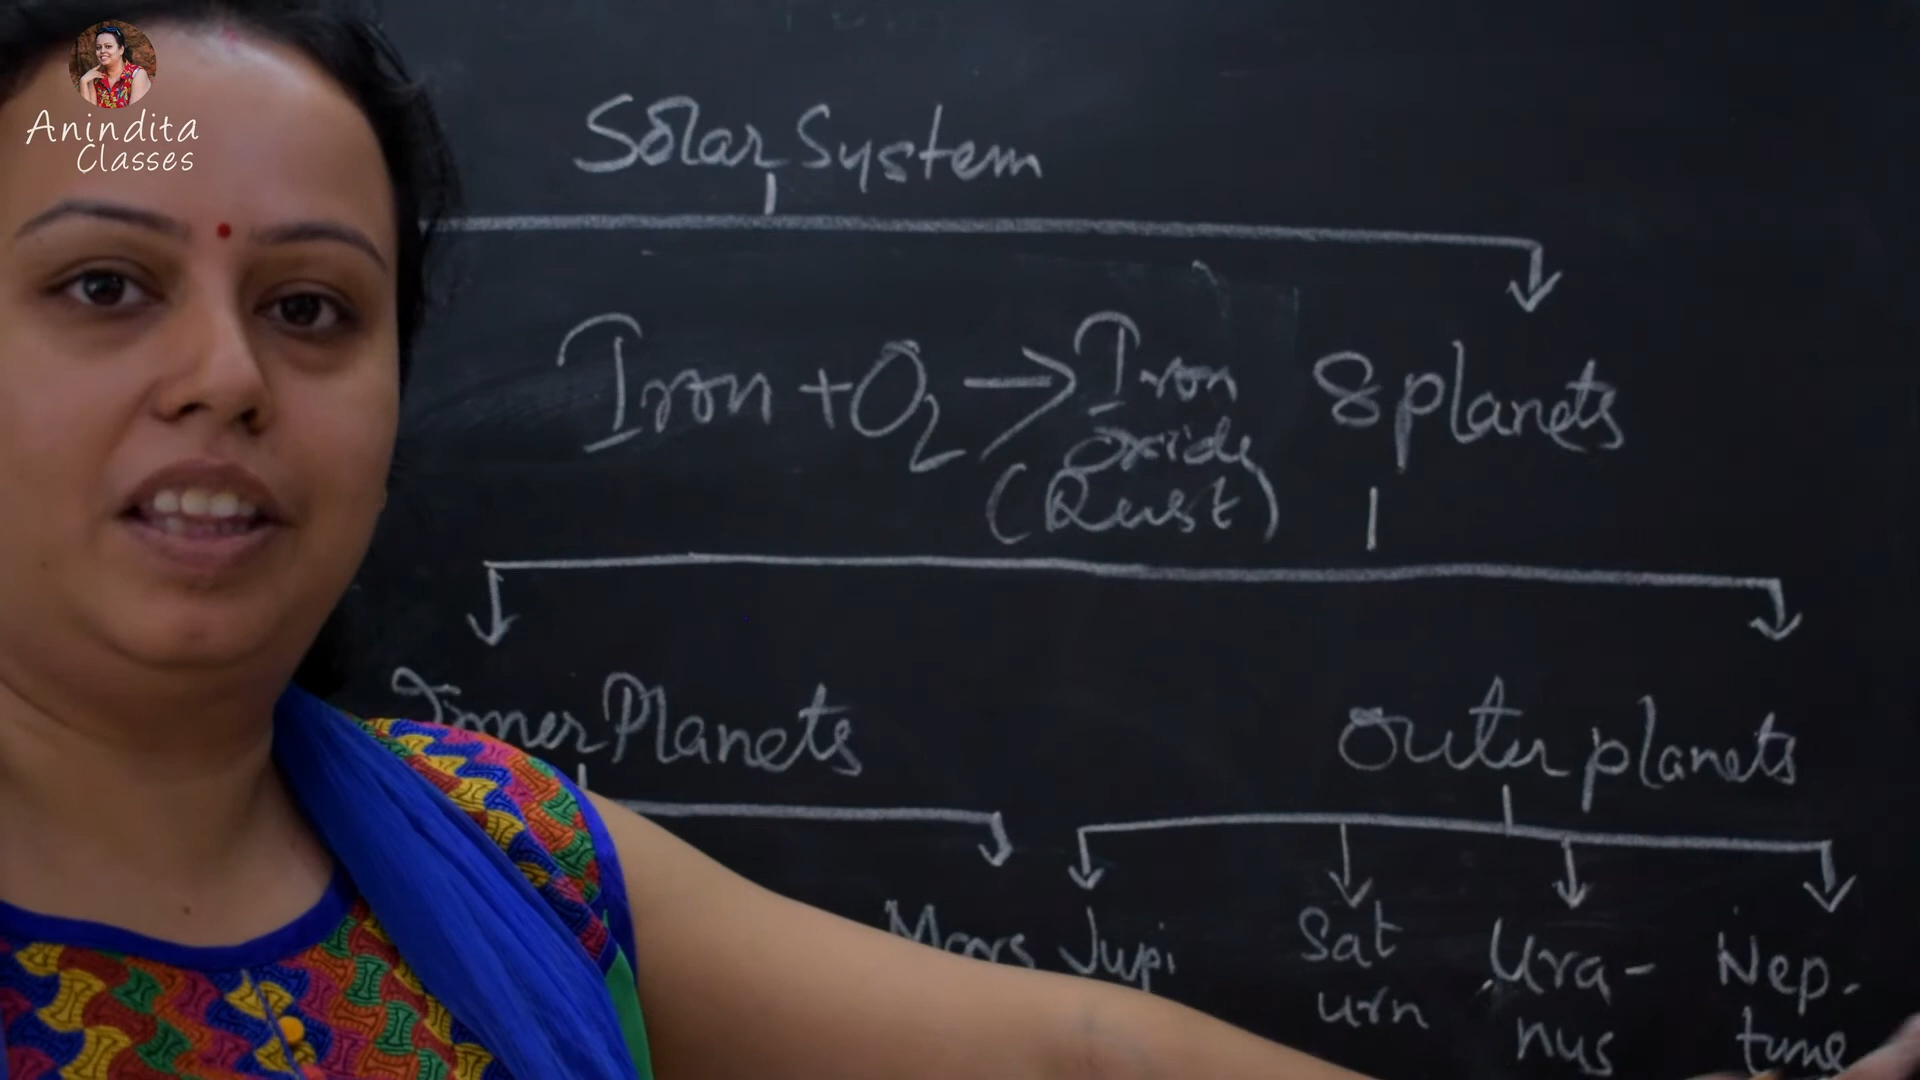 Anindita
Classes
Solar System
Iron + O2 → Iron
oxide
(Rust)
8 planets
Inner Planets
Outer planets
Mars
Jupi
Sat
urn
Ura -
nus
Nep -
tune